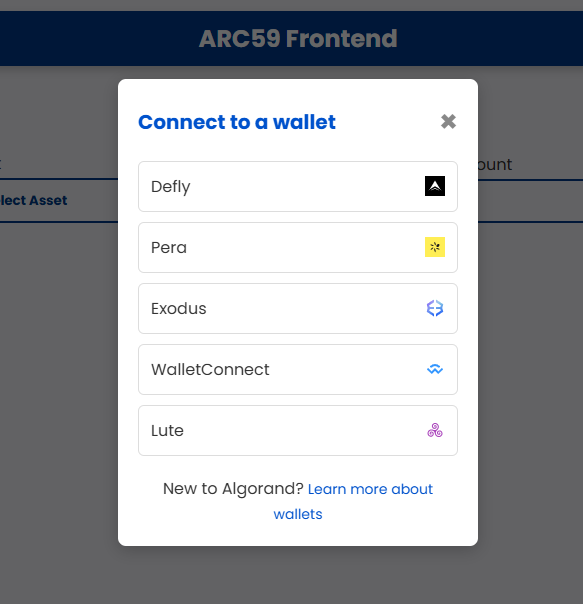 ARC59 Frontend
Connect to a wallet
Defly
Pera
Exodus
WalletConnect
Lute
New to Algorand? Learn more about
wallets
ount
lect Asset